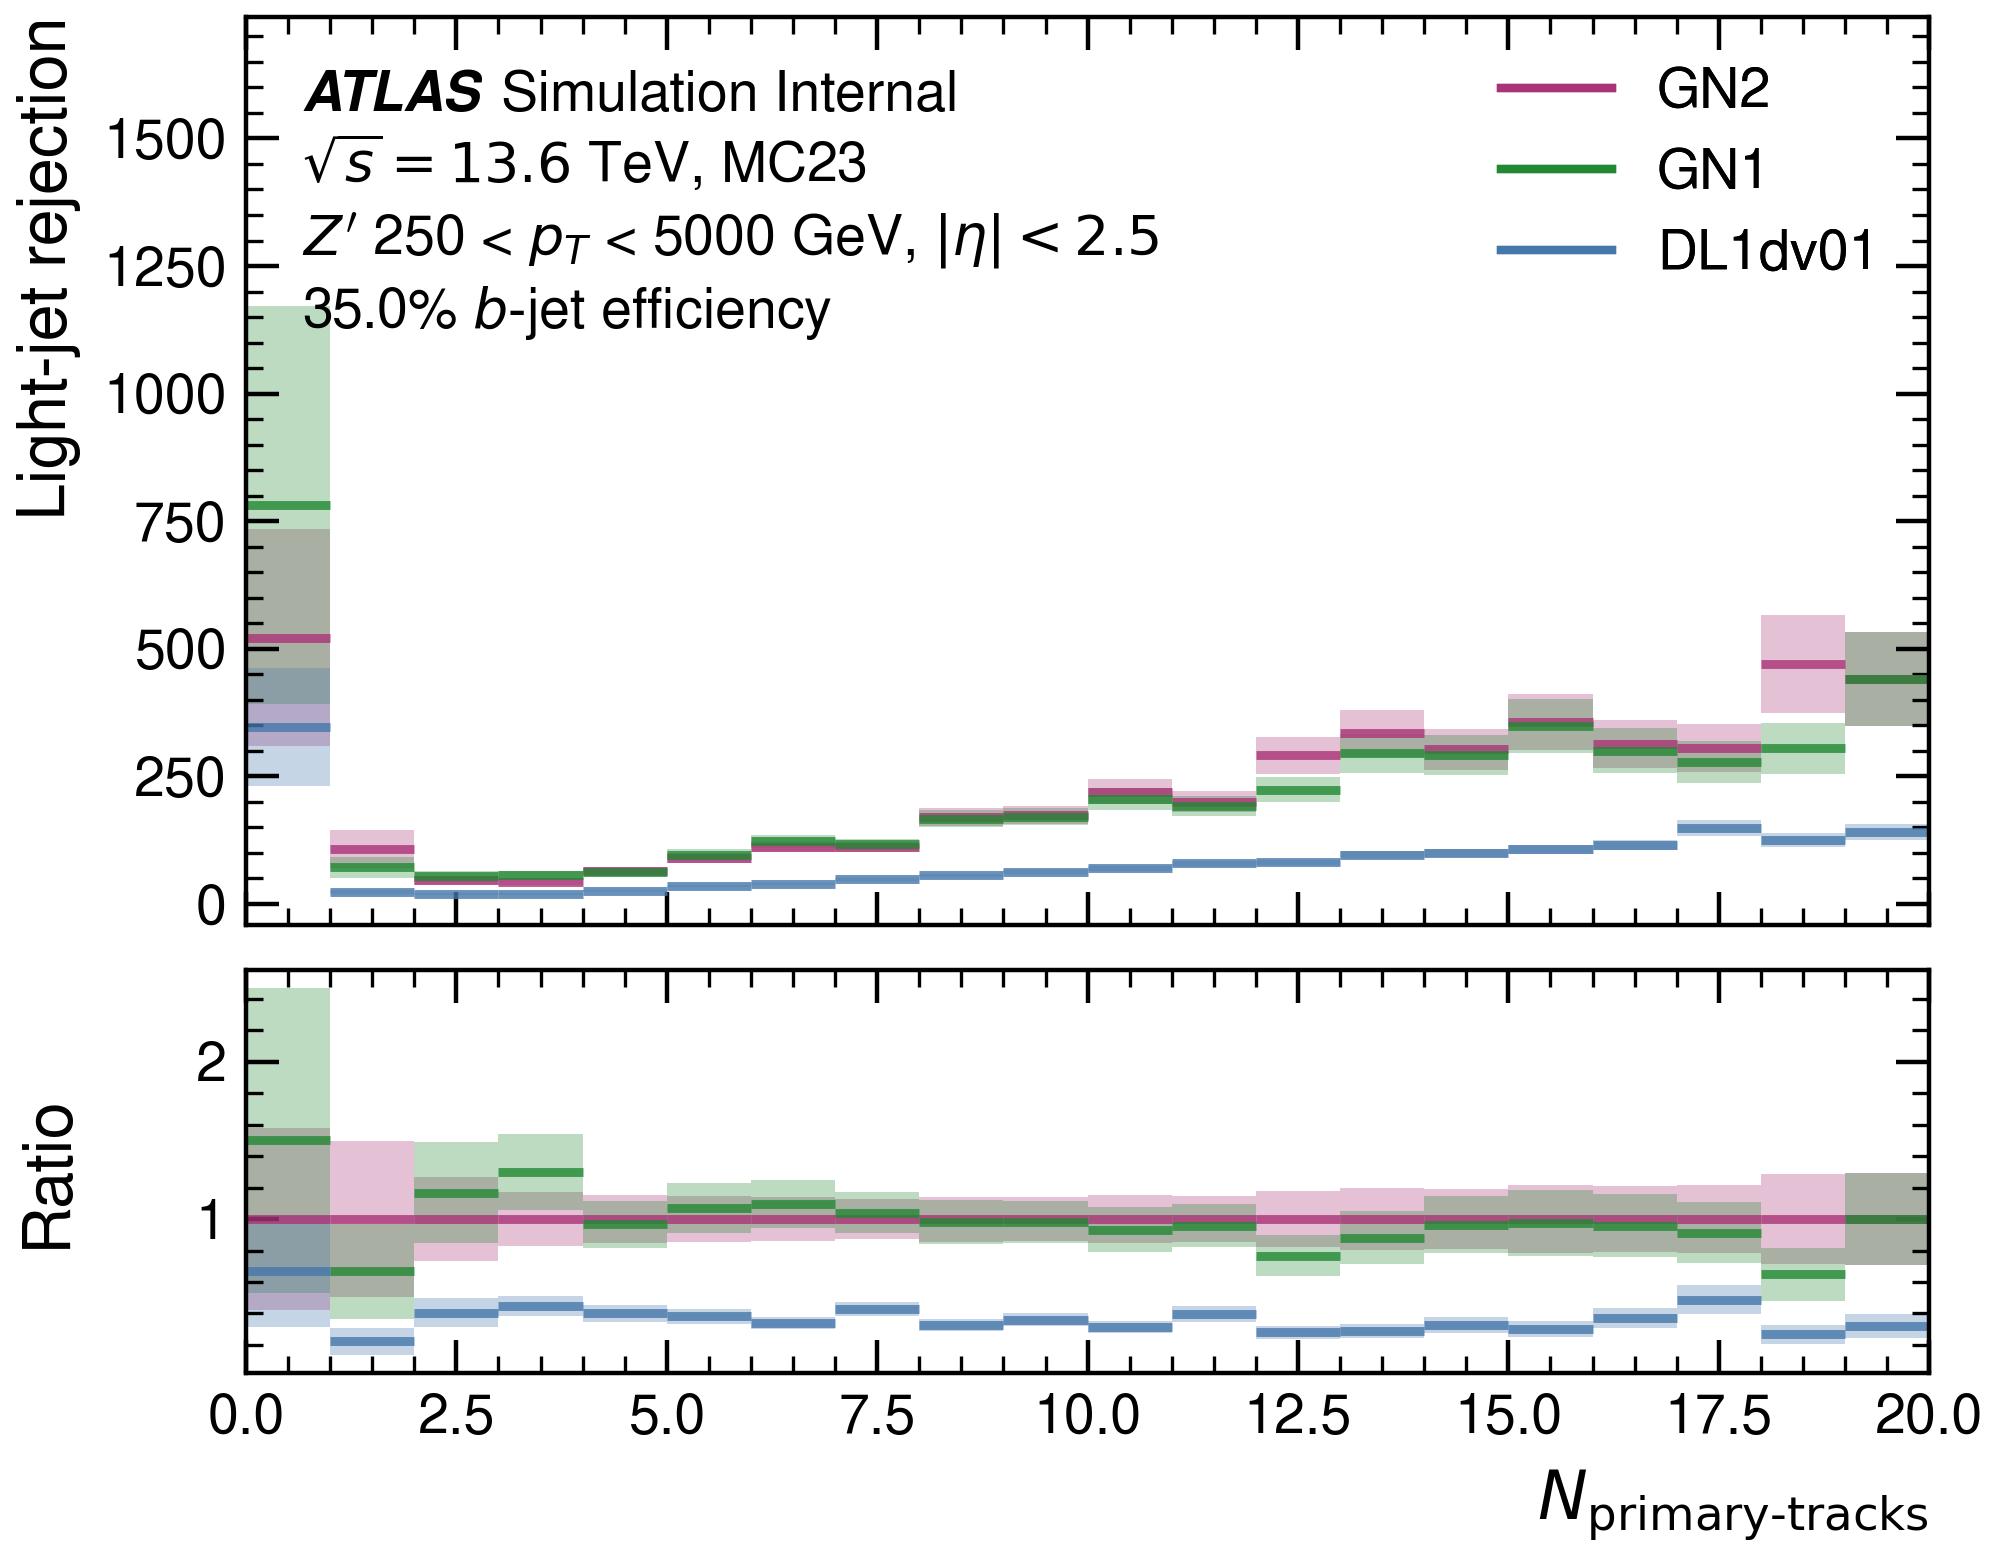 Light-jet rejection
ATLAS Simulation Internal
√s = 13.6 TeV, MC23
Z′ 250 < pT < 5000 GeV, |η| < 2.5
35.0% b-jet efficiency
GN2
GN1
DL1dv01
1500
1250
1000
750
500
250
0
Ratio
2
1
0.0 2.5 5.0 7.5 10.0 12.5 15.0 17.5 20.0
Nprimary-tracks